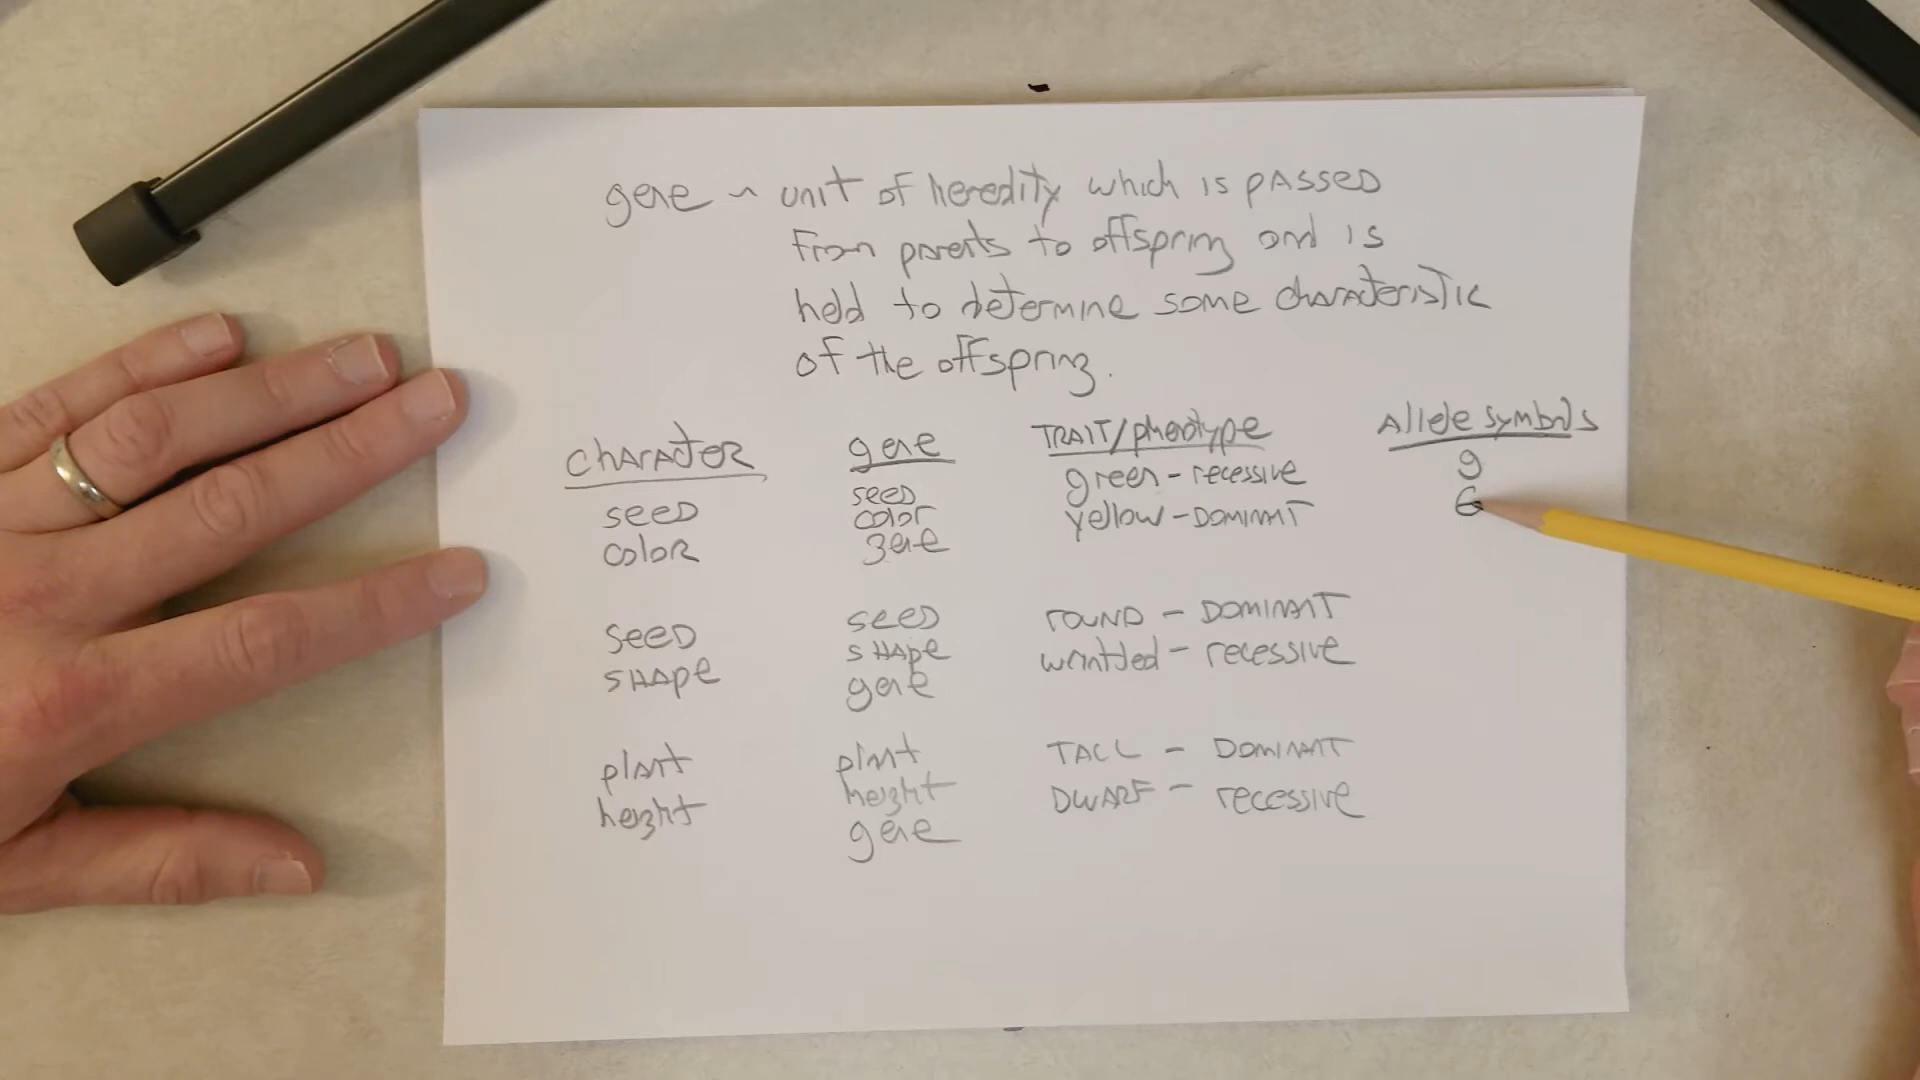 gene ~ unit of heredity which is passed
from parents to offspring and is
held to determine some characteristic
of the offspring.
character gene TRAIT/phenotype Allele symbols
seed color
seed color gene
green - recessive g
yellow - DOMINANT G
seed shape
seed shape gene
round - DOMINANT
wrinkled - recessive
plant height
plant height gene
TALL - DOMINANT
DWARF - recessive